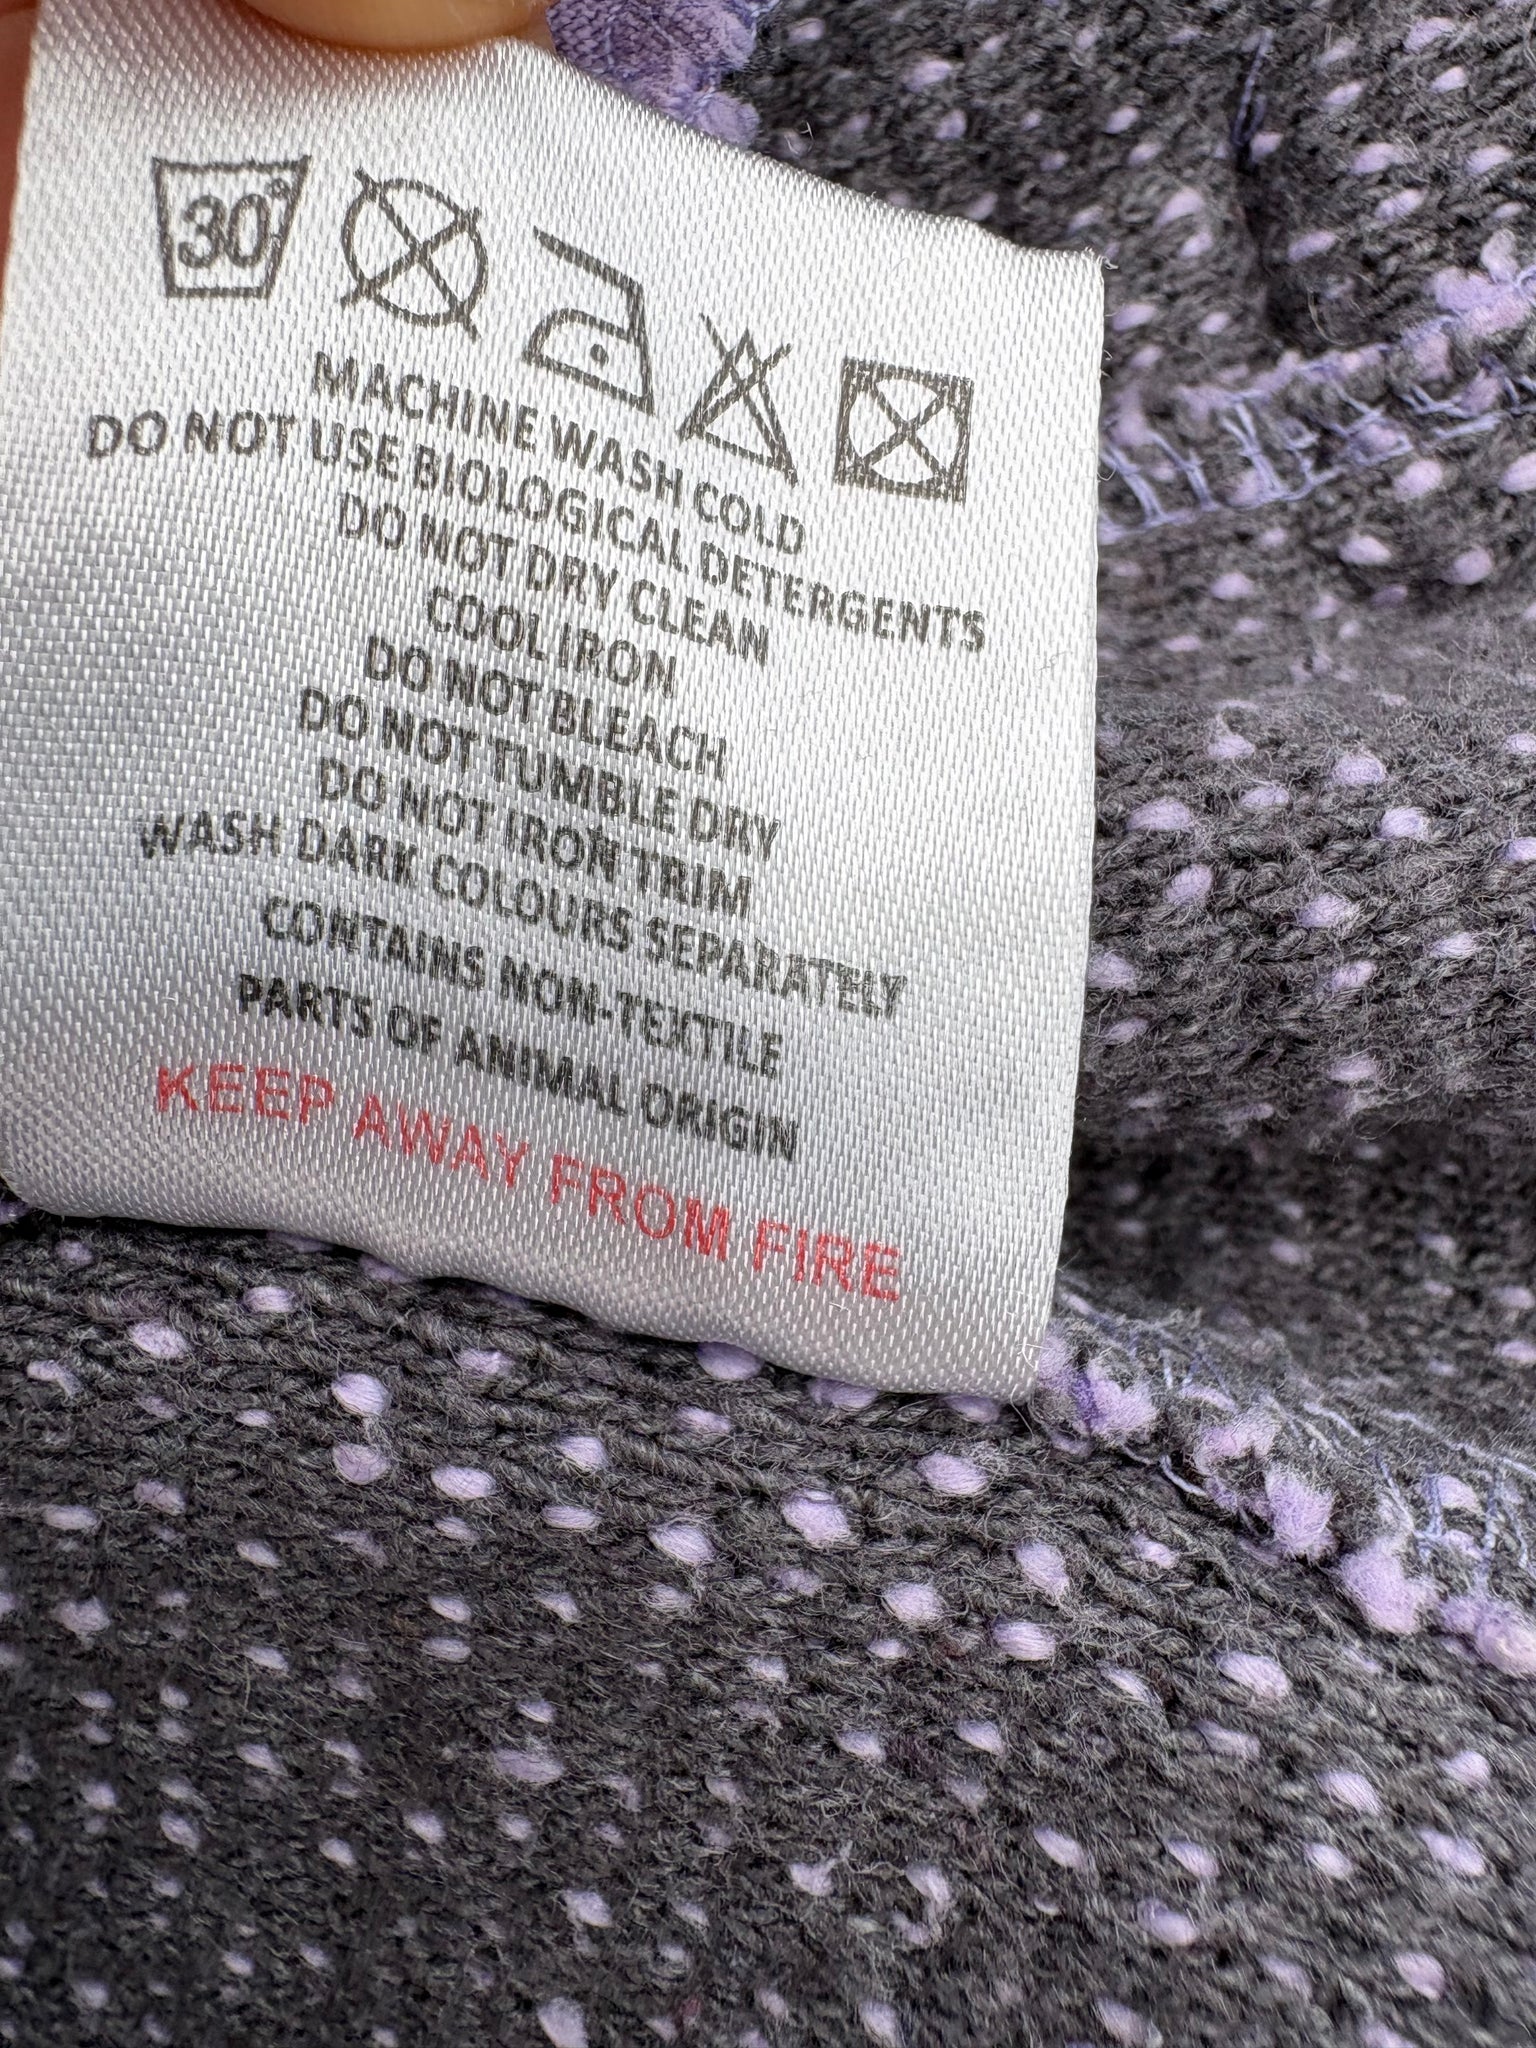 30°
MACHINE WASH COLD
DO NOT USE BIOLOGICAL DETERGENTS
DO NOT DRY CLEAN
COOL IRON
DO NOT BLEACH
DO NOT TUMBLE DRY
DO NOT IRON TRIM
WASH DARK COLOURS SEPARATELY
CONTAINS NON-TEXTILE
PARTS OF ANIMAL ORIGIN
KEEP AWAY FROM FIRE